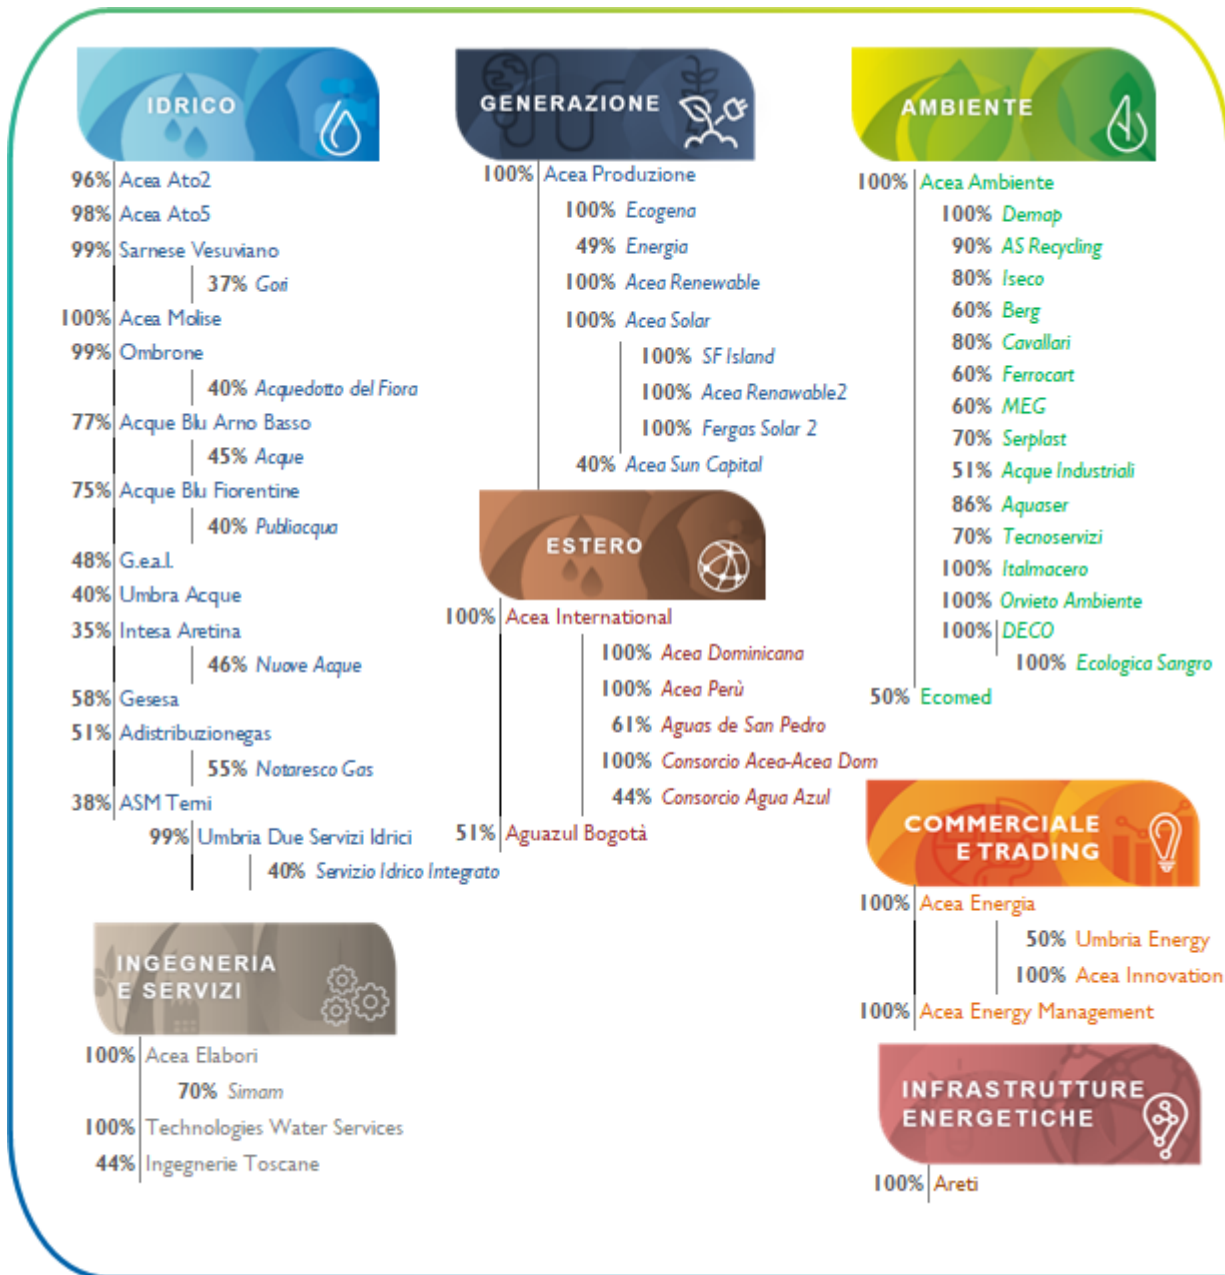 IDRICO
96% Acea Ato2
98% Acea Ato5
99% Sarnese Vesuviano
37% Gori
100% Acea Molise
99% Ombrone
40% Acquedotto del Fiora
77% Acque Blu Arno Basso
45% Acque
75% Acque Blu Fiorentine
40% Publiacqua
48% G.e.a.l.
40% Umbra Acque
35% Intesa Aretina
46% Nuove Acque
58% Gesesa
51% Adistribuzionegas
55% Notaresco Gas
38% ASM Terni
99% Umbria Due Servizi Idrici
40% Servizio Idrico Integrato
INGEGNERIA
E SERVIZI
100% Acea Elabori
70% Simam
100% Technologies Water Services
44% Ingegnerie Toscane
GENERAZIONE
100% Acea Produzione
100% Ecogena
49% Energia
100% Acea Renewable
100% Acea Solar
100% SF Island
100% Acea Renawable2
100% Fergas Solar 2
40% Acea Sun Capital
ESTERO
100% Acea International
100% Acea Dominicana
100% Acea Perù
61% Aguas de San Pedro
100% Consorcio Acea-Acea Dom
44% Consorcio Agua Azul
51% Aguazul Bogotà
AMBIENTE
100% Acea Ambiente
100% Demap
90% AS Recycling
80% Iseco
60% Berg
80% Cavallari
60% Ferrocart
60% MEG
70% Serplast
51% Acque Industriali
86% Aquaser
70% Tecnoservizi
100% Italmacero
100% Orvieto Ambiente
100% DECO
100% Ecologica Sangro
50% Ecomed
COMMERCIALE
E TRADING
100% Acea Energia
50% Umbria Energy
100% Acea Innovation
100% Acea Energy Management
INFRASTRUTTURE
ENERGETICHE
100% Areti